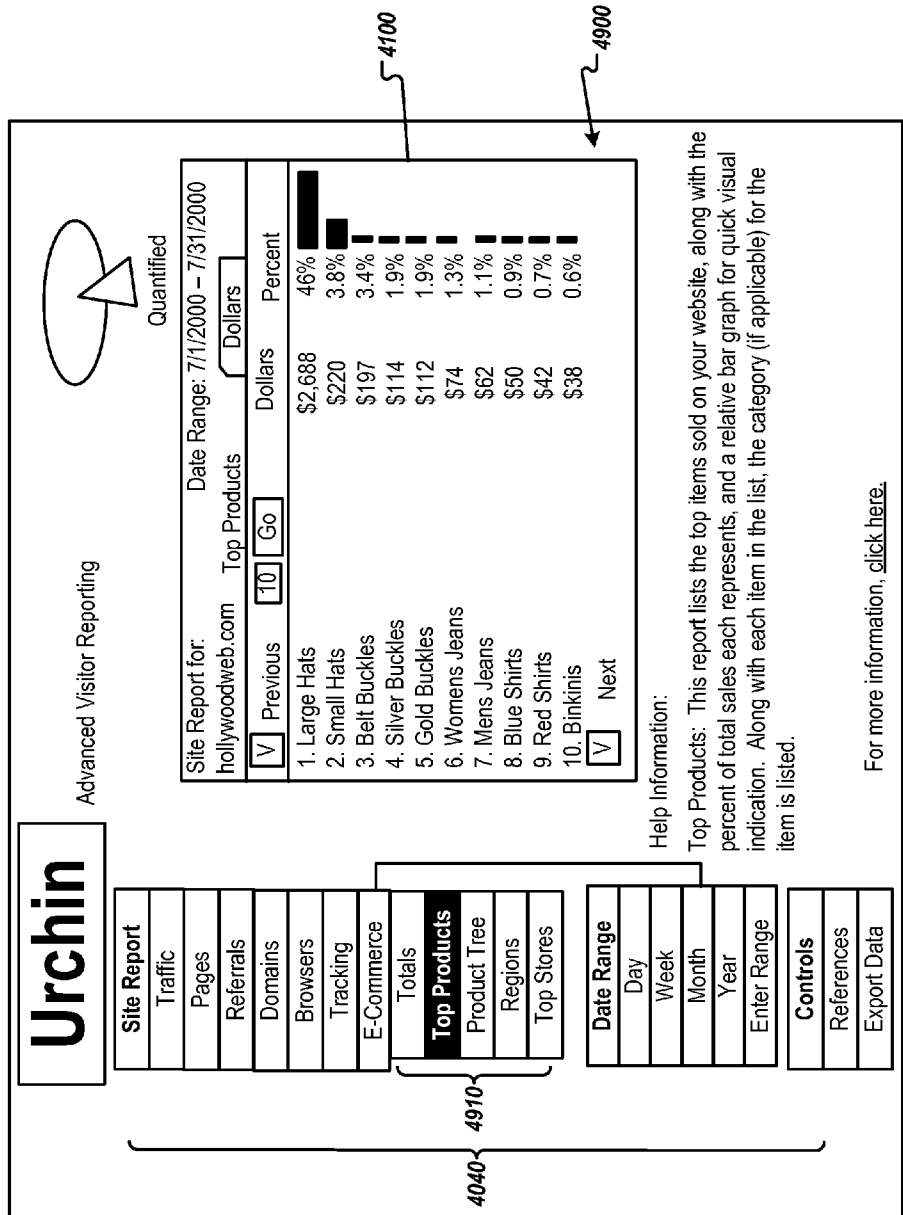 Urchin
Advanced Visitor Reporting
Quantified
Site Report
Traffic
Pages
Referrals
Domains
Browsers
Tracking
E-Commerce
Totals
Top Products
Product Tree
Regions
Top Stores
Date Range
Day
Week
Month
Year
Enter Range
Controls
References
Export Data
4040
4910
Site Report for: Date Range: 7/1/2000 – 7/31/2000
hollywoodweb.com Top Products Dollars
V Previous 10 Go Dollars Percent
1. Large Hats $2,688 46%
2. Small Hats $220 3.8%
3. Belt Buckles $197 3.4%
4. Silver Buckles $114 1.9%
5. Gold Buckles $112 1.9%
6. Womens Jeans $74 1.3%
7. Mens Jeans $62 1.1%
8. Blue Shirts $50 0.9%
9. Red Shirts $42 0.7%
10. Binkinis $38 0.6%
V Next
4100
4900
Help Information:
Top Products: This report lists the top items sold on your website, along with the
percent of total sales each represents, and a relative bar graph for quick visual
indication. Along with each item in the list, the category (if applicable) for the
item is listed.
For more information, click here.